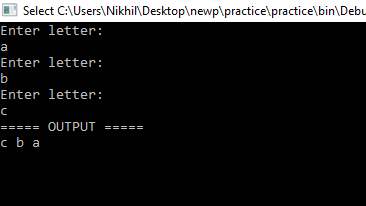 Select C:\Users\Nikhil\Desktop\newp\practice\practice\bin\Debu
Enter letter:
a
Enter letter:
b
Enter letter:
c
===== OUTPUT =====
c b a